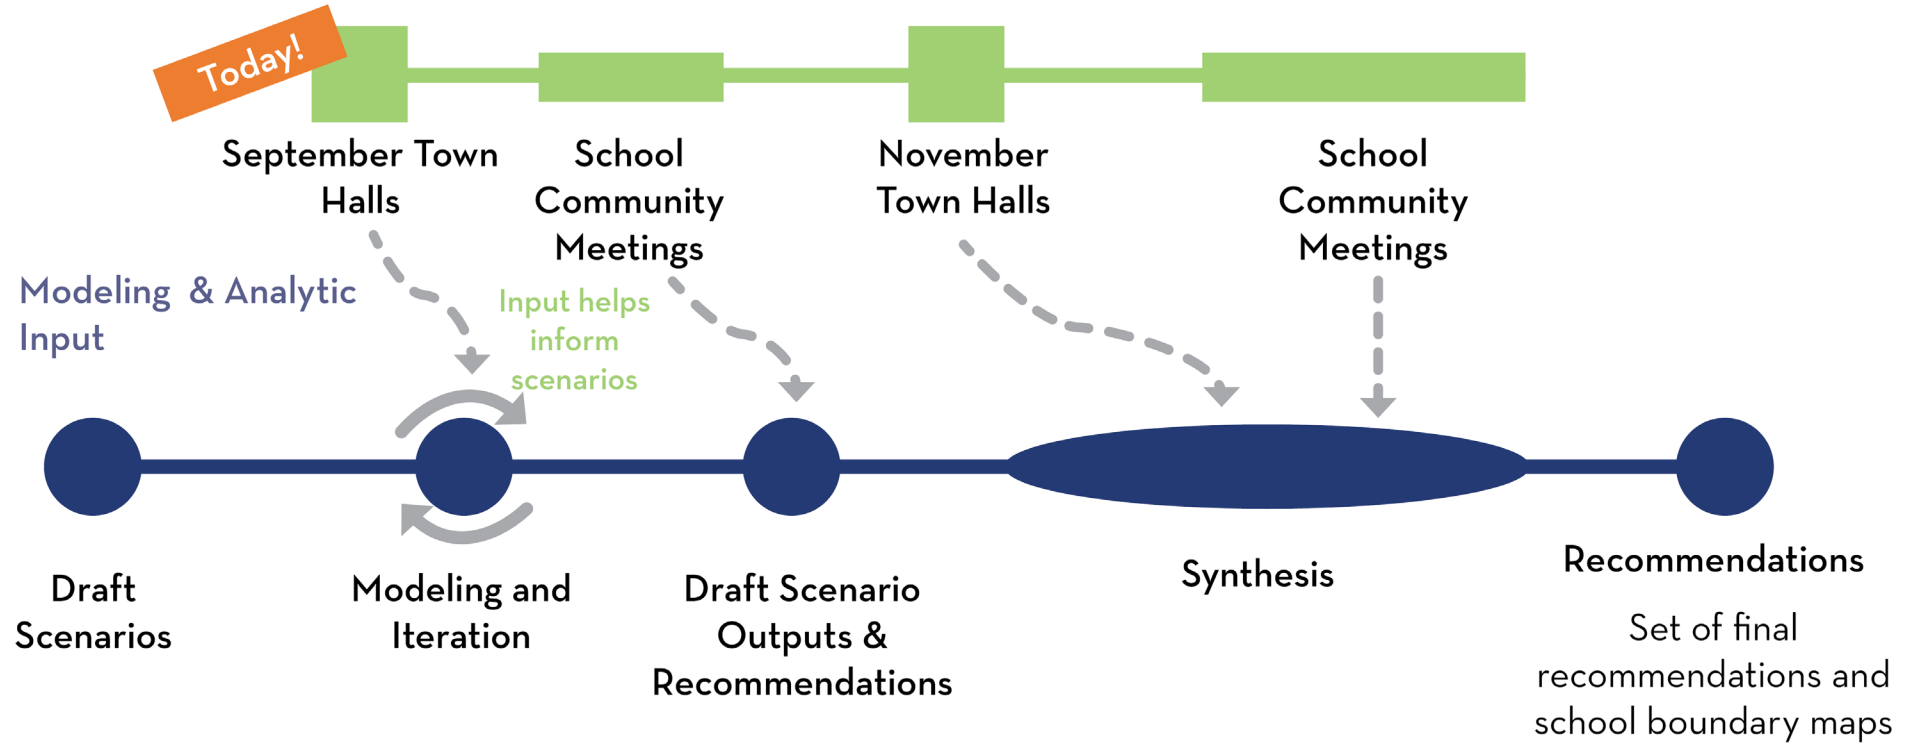 Today!
September Town
Halls
School
Community
Meetings
November
Town Halls
School
Community
Meetings
Modeling & Analytic
Input
Input helps
inform
scenarios
Draft
Scenarios
Modeling and
Iteration
Draft Scenario
Outputs &
Recommendations
Synthesis
Recommendations
Set of final
recommendations and
school boundary maps